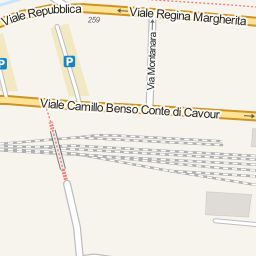 Viale Repubblica
Viale Regina Margherita
259
P
P
Via Montanara
Viale Camillo Benso Conte di Cavour